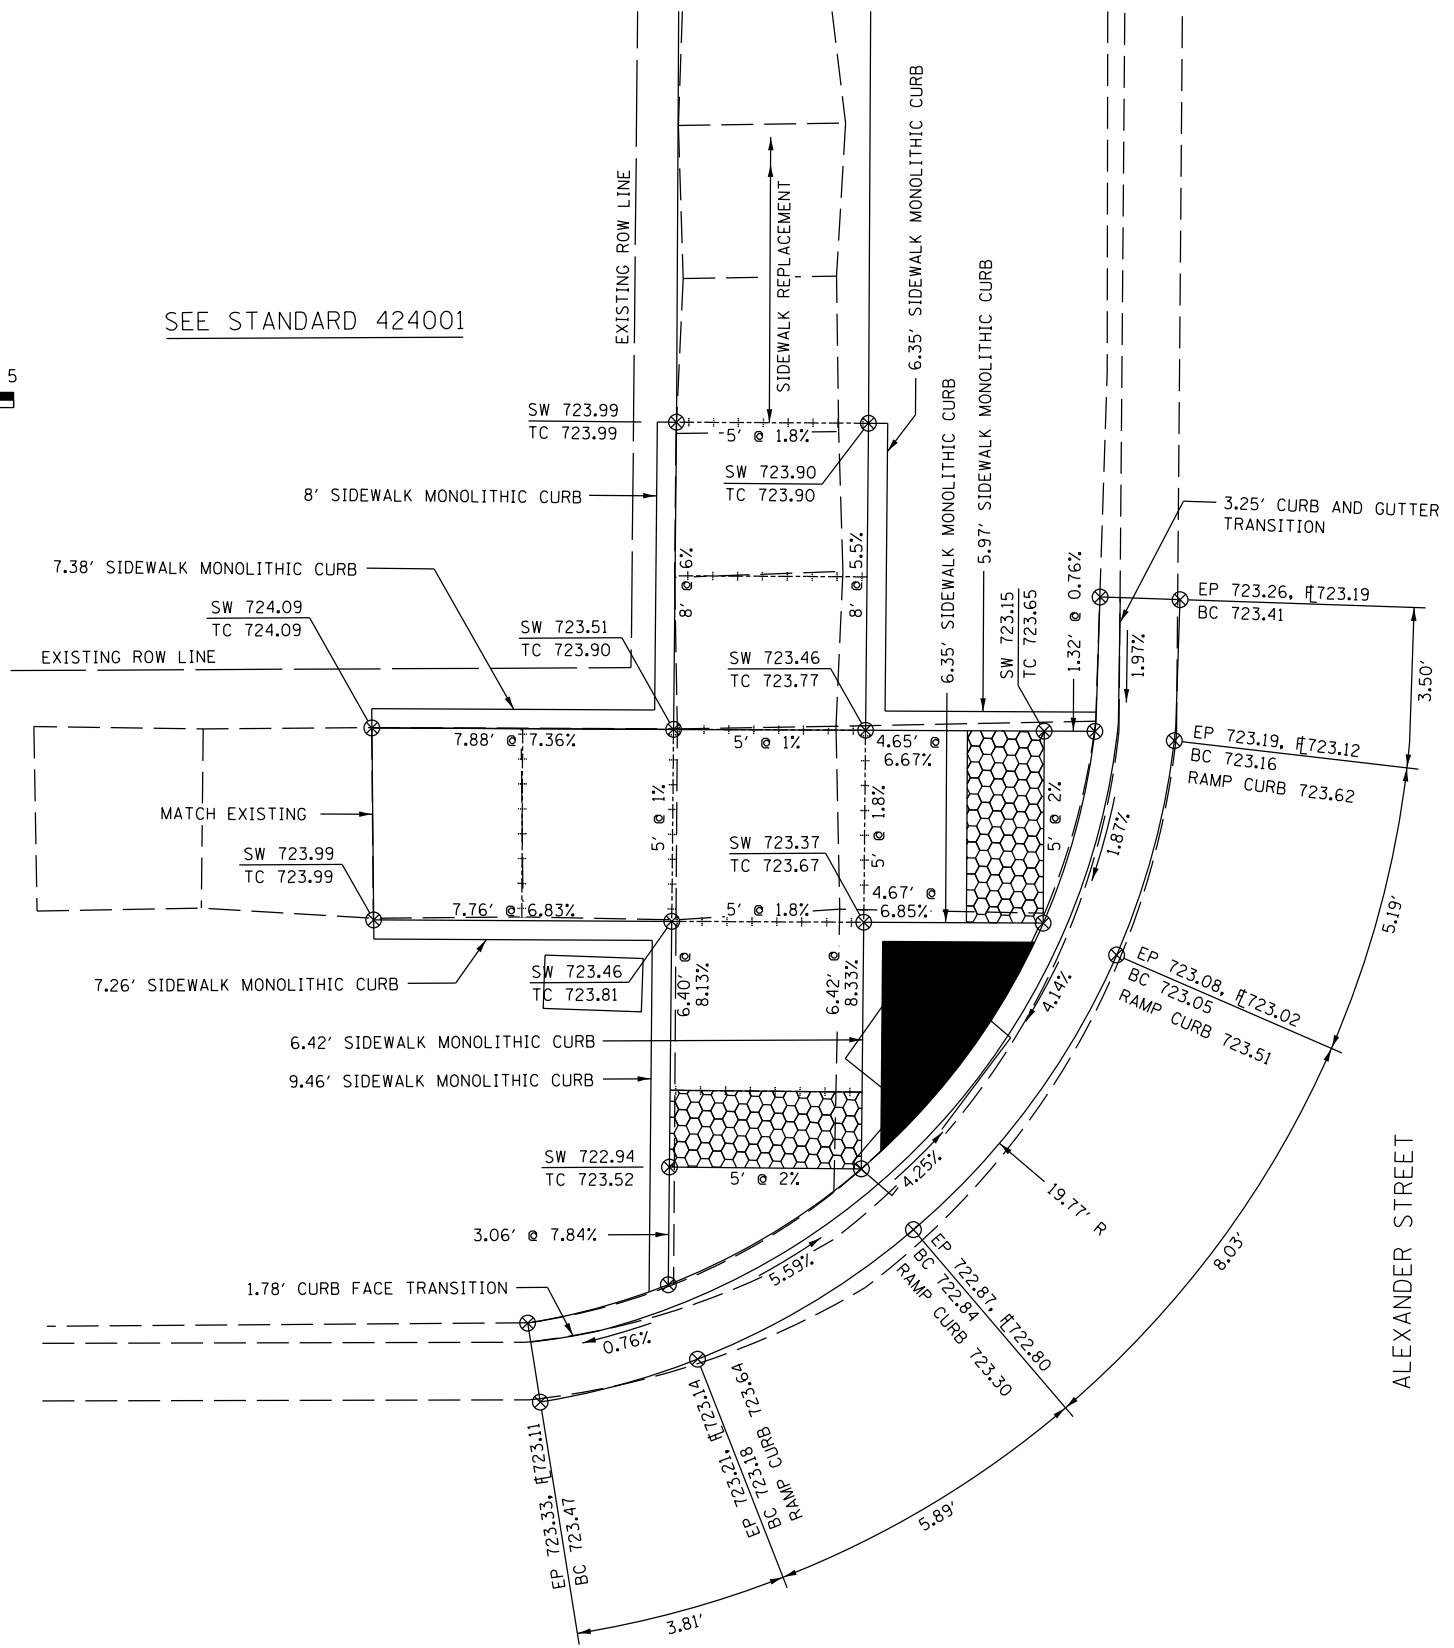 SEE STANDARD 424001
5
EXISTING ROW LINE
SIDEWALK REPLACEMENT
6.35' SIDEWALK MONOLITHIC CURB
5.97' SIDEWALK MONOLITHIC CURB
6.35' SIDEWALK MONOLITHIC CURB
SW 723.99
TC 723.99
5' @ 1.8%
SW 723.90
TC 723.90
8' SIDEWALK MONOLITHIC CURB
3.25' CURB AND GUTTER
TRANSITION
7.38' SIDEWALK MONOLITHIC CURB
8' @ 6%
8' @ 5.5%
SW 723.15
TC 723.65
1.32' @ 0.76%
1.97%
EP 723.26, FL 723.19
BC 723.41
SW 724.09
TC 724.09
SW 723.51
TC 723.90
EXISTING ROW LINE
SW 723.46
TC 723.77
3.50'
7.88' @ 7.36%
5' @ 1%
4.65' @
6.67%
EP 723.19, FL 723.12
BC 723.16
RAMP CURB 723.62
MATCH EXISTING
5' @ 1%
5' @ 1.8%
5' @ 2%
1.87%
SW 723.99
TC 723.99
SW 723.37
TC 723.67
7.76' @ 6.83%
5' @ 1.8%
4.67' @
6.85%
5.19'
7.26' SIDEWALK MONOLITHIC CURB
SW 723.46
TC 723.81
6.40' @
8.13%
6.42' @
8.33%
4.14%
EP 723.08, FL 723.02
BC 723.05
RAMP CURB 723.51
6.42' SIDEWALK MONOLITHIC CURB
9.46' SIDEWALK MONOLITHIC CURB
SW 722.94
TC 723.52
5' @ 2%
4.25%
19.77' R
ALEXANDER STREET
3.06' @ 7.84%
5.59%
8.03'
1.78' CURB FACE TRANSITION
0.76%
EP 722.87, FL 722.80
BC 722.84
RAMP CURB 723.30
EP 723.21, FL 723.14
BC 723.18
RAMP CURB 723.64
EP 723.33, FL 723.11
BC 723.47
5.89'
3.81'